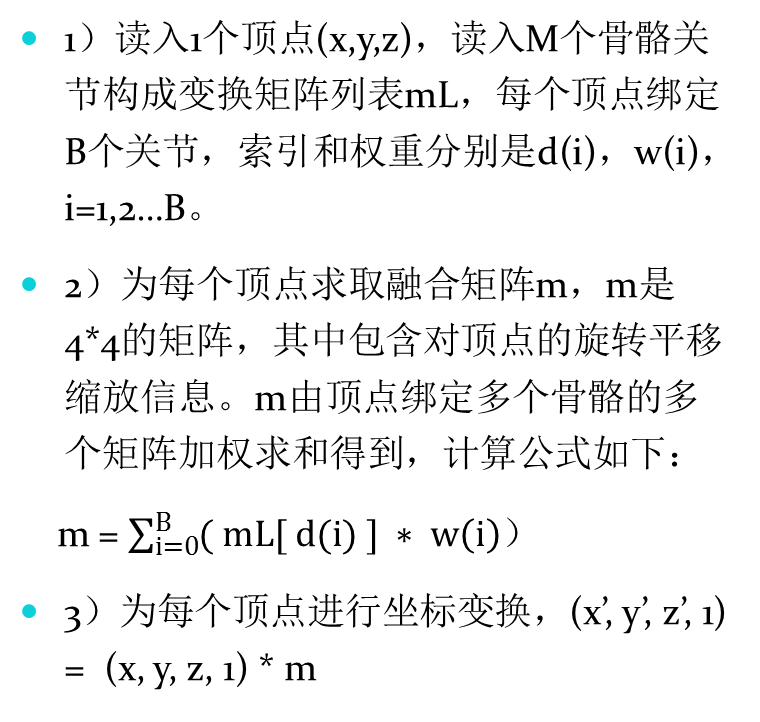 • 1）读入1个顶点(x,y,z)，读入M个骨骼关
节构成变换矩阵列表mL，每个顶点绑定
B个关节，索引和权重分别是d(i)，w(i)，
i=1,2...B。
• 2）为每个顶点求取融合矩阵m，m是
4*4的矩阵，其中包含对顶点的旋转平移
缩放信息。m由顶点绑定多个骨骼的多
个矩阵加权求和得到，计算公式如下：
m = ∑_{i=0}^{B}( mL[ d(i) ] ∗ w(i)）
• 3）为每个顶点进行坐标变换，(x’, y’, z’, 1)
= (x, y, z, 1) * m